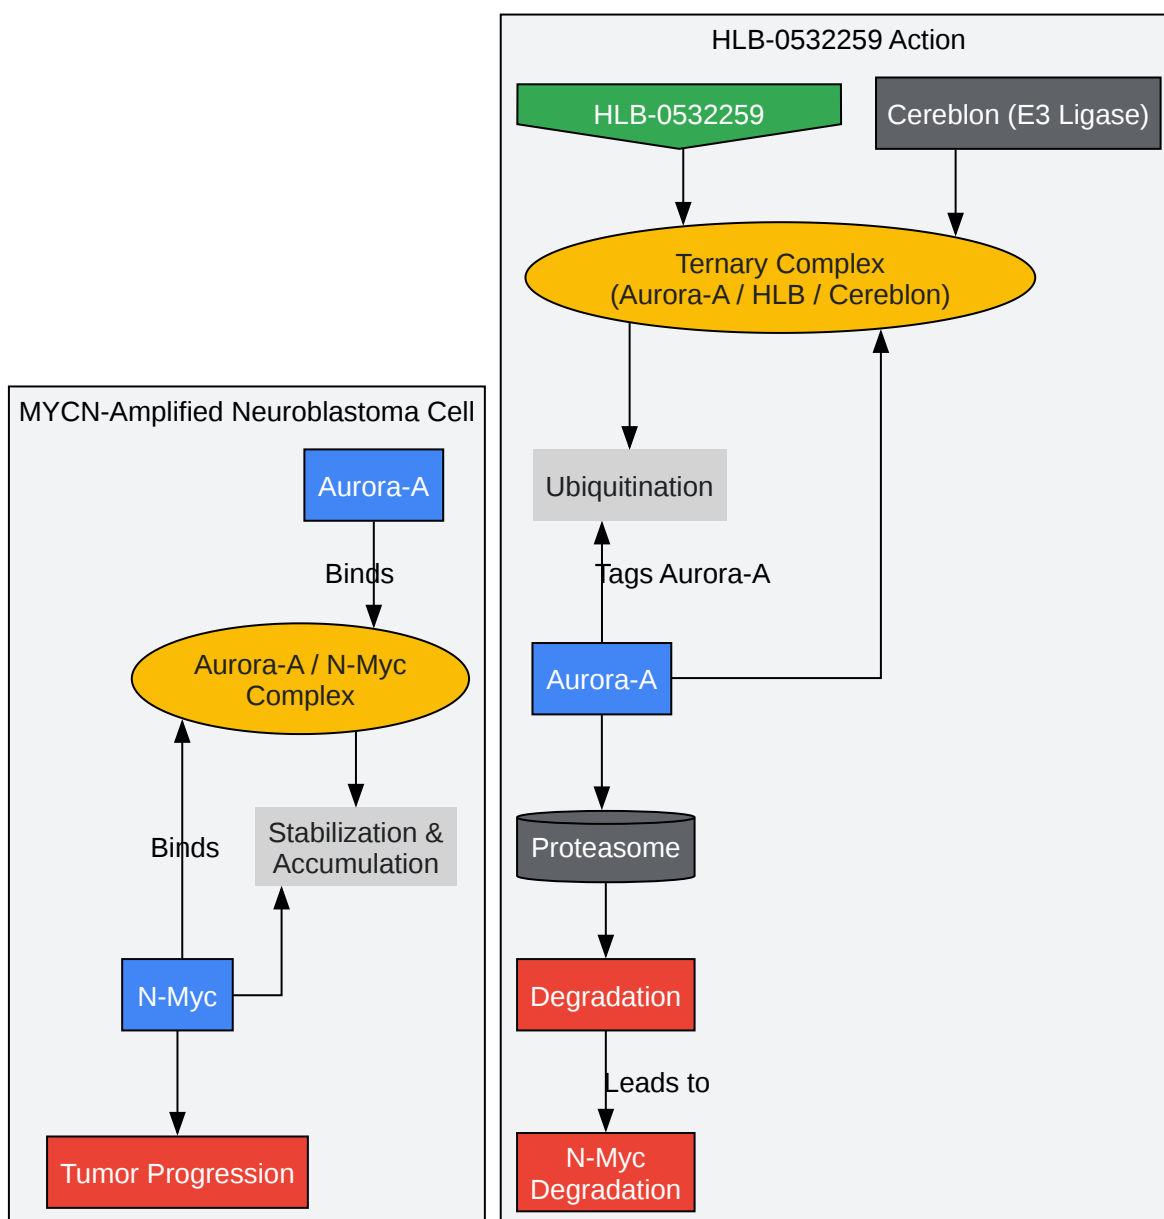 HLB-0532259 Action
HLB-0532259
Cereblon (E3 Ligase)
Ternary Complex
(Aurora-A / HLB / Cereblon)
Ubiquitination
Tags Aurora-A
Aurora-A
Proteasome
Degradation
Leads to
N-Myc
Degradation
MYCN-Amplified Neuroblastoma Cell
Aurora-A
Binds
Aurora-A / N-Myc
Complex
Stabilization &
Accumulation
Binds
N-Myc
Tumor Progression